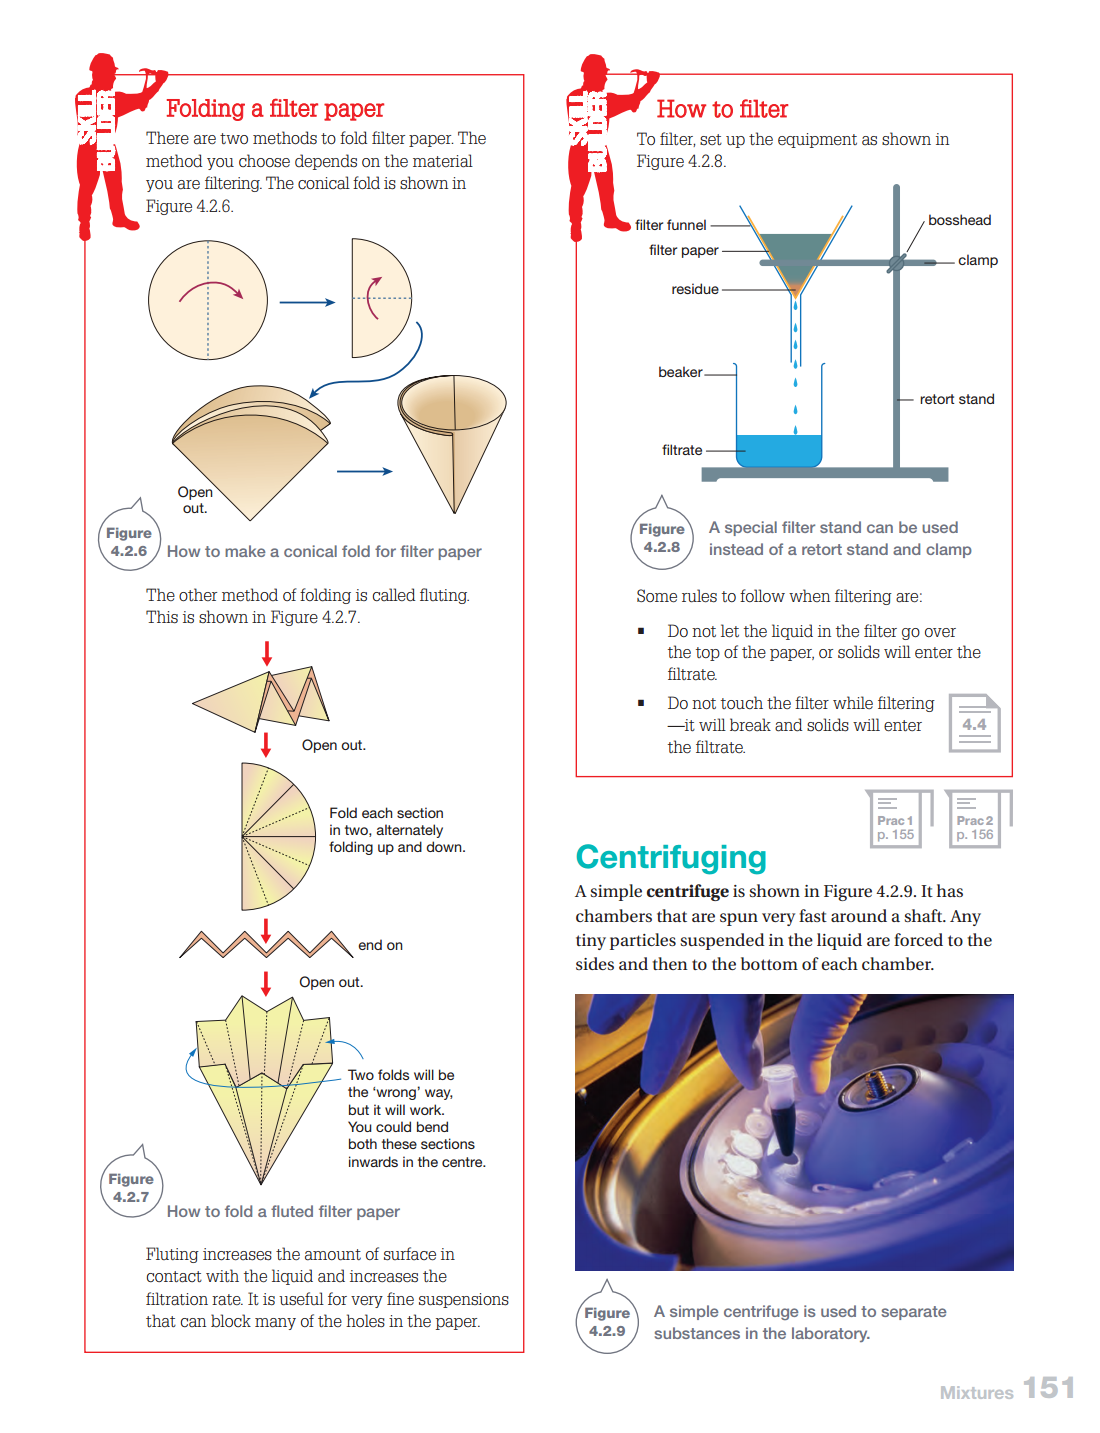 SKILL
BUILDER
Folding a filter paper
There are two methods to fold filter paper. The
method you choose depends on the material
you are filtering. The conical fold is shown in
Figure 4.2.6.
Open
out.
Figure
4.2.6
How to make a conical fold for filter paper
The other method of folding is called fluting.
This is shown in Figure 4.2.7.
Open out.
Fold each section
in two, alternately
folding up and down.
end on
Open out.
Two folds will be
the ‘wrong’ way,
but it will work.
You could bend
both these sections
inwards in the centre.
Figure
4.2.7
How to fold a fluted filter paper
Fluting increases the amount of surface in
contact with the liquid and increases the
filtration rate. It is useful for very fine suspensions
that can block many of the holes in the paper.
SKILL
BUILDER
How to filter
To filter, set up the equipment as shown in
Figure 4.2.8.
filter funnel
filter paper
residue
beaker
filtrate
bosshead
clamp
retort stand
Figure
4.2.8
A special filter stand can be used
instead of a retort stand and clamp
Some rules to follow when filtering are:
▪ Do not let the liquid in the filter go over
the top of the paper, or solids will enter the
filtrate.
▪ Do not touch the filter while filtering
—it will break and solids will enter
the filtrate.
4.4
Prac 1
p. 155
Prac 2
p. 156
Centrifuging
A simple centrifuge is shown in Figure 4.2.9. It has
chambers that are spun very fast around a shaft. Any
tiny particles suspended in the liquid are forced to the
sides and then to the bottom of each chamber.
Figure
4.2.9
A simple centrifuge is used to separate
substances in the laboratory.
Mixtures 151